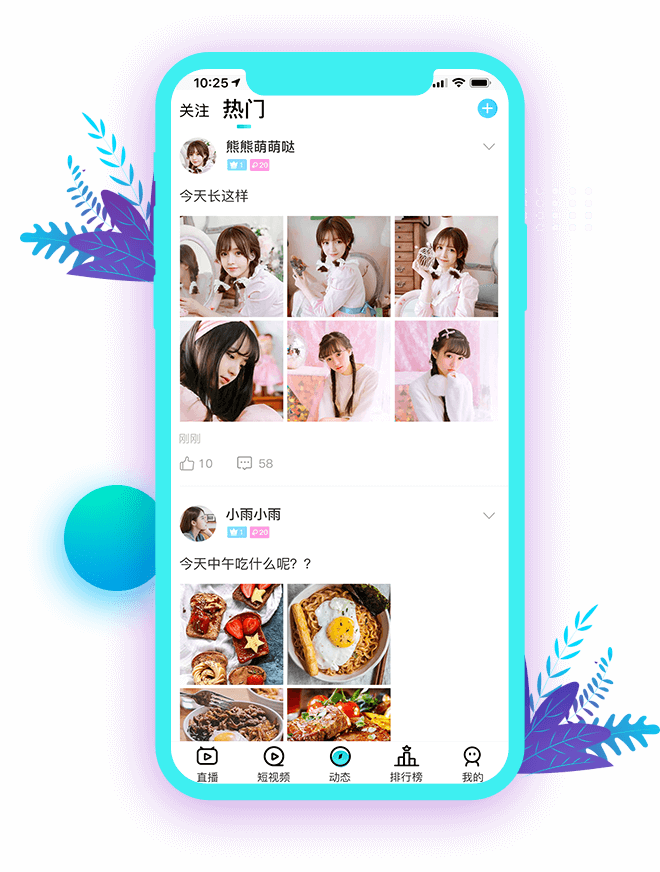 10:25
关注 热门
熊熊萌萌哒
1 20
今天长这样
刚刚
10 58
小雨小雨
1 20
今天中午吃什么呢？？
直播 短视频 动态 排行榜 我的